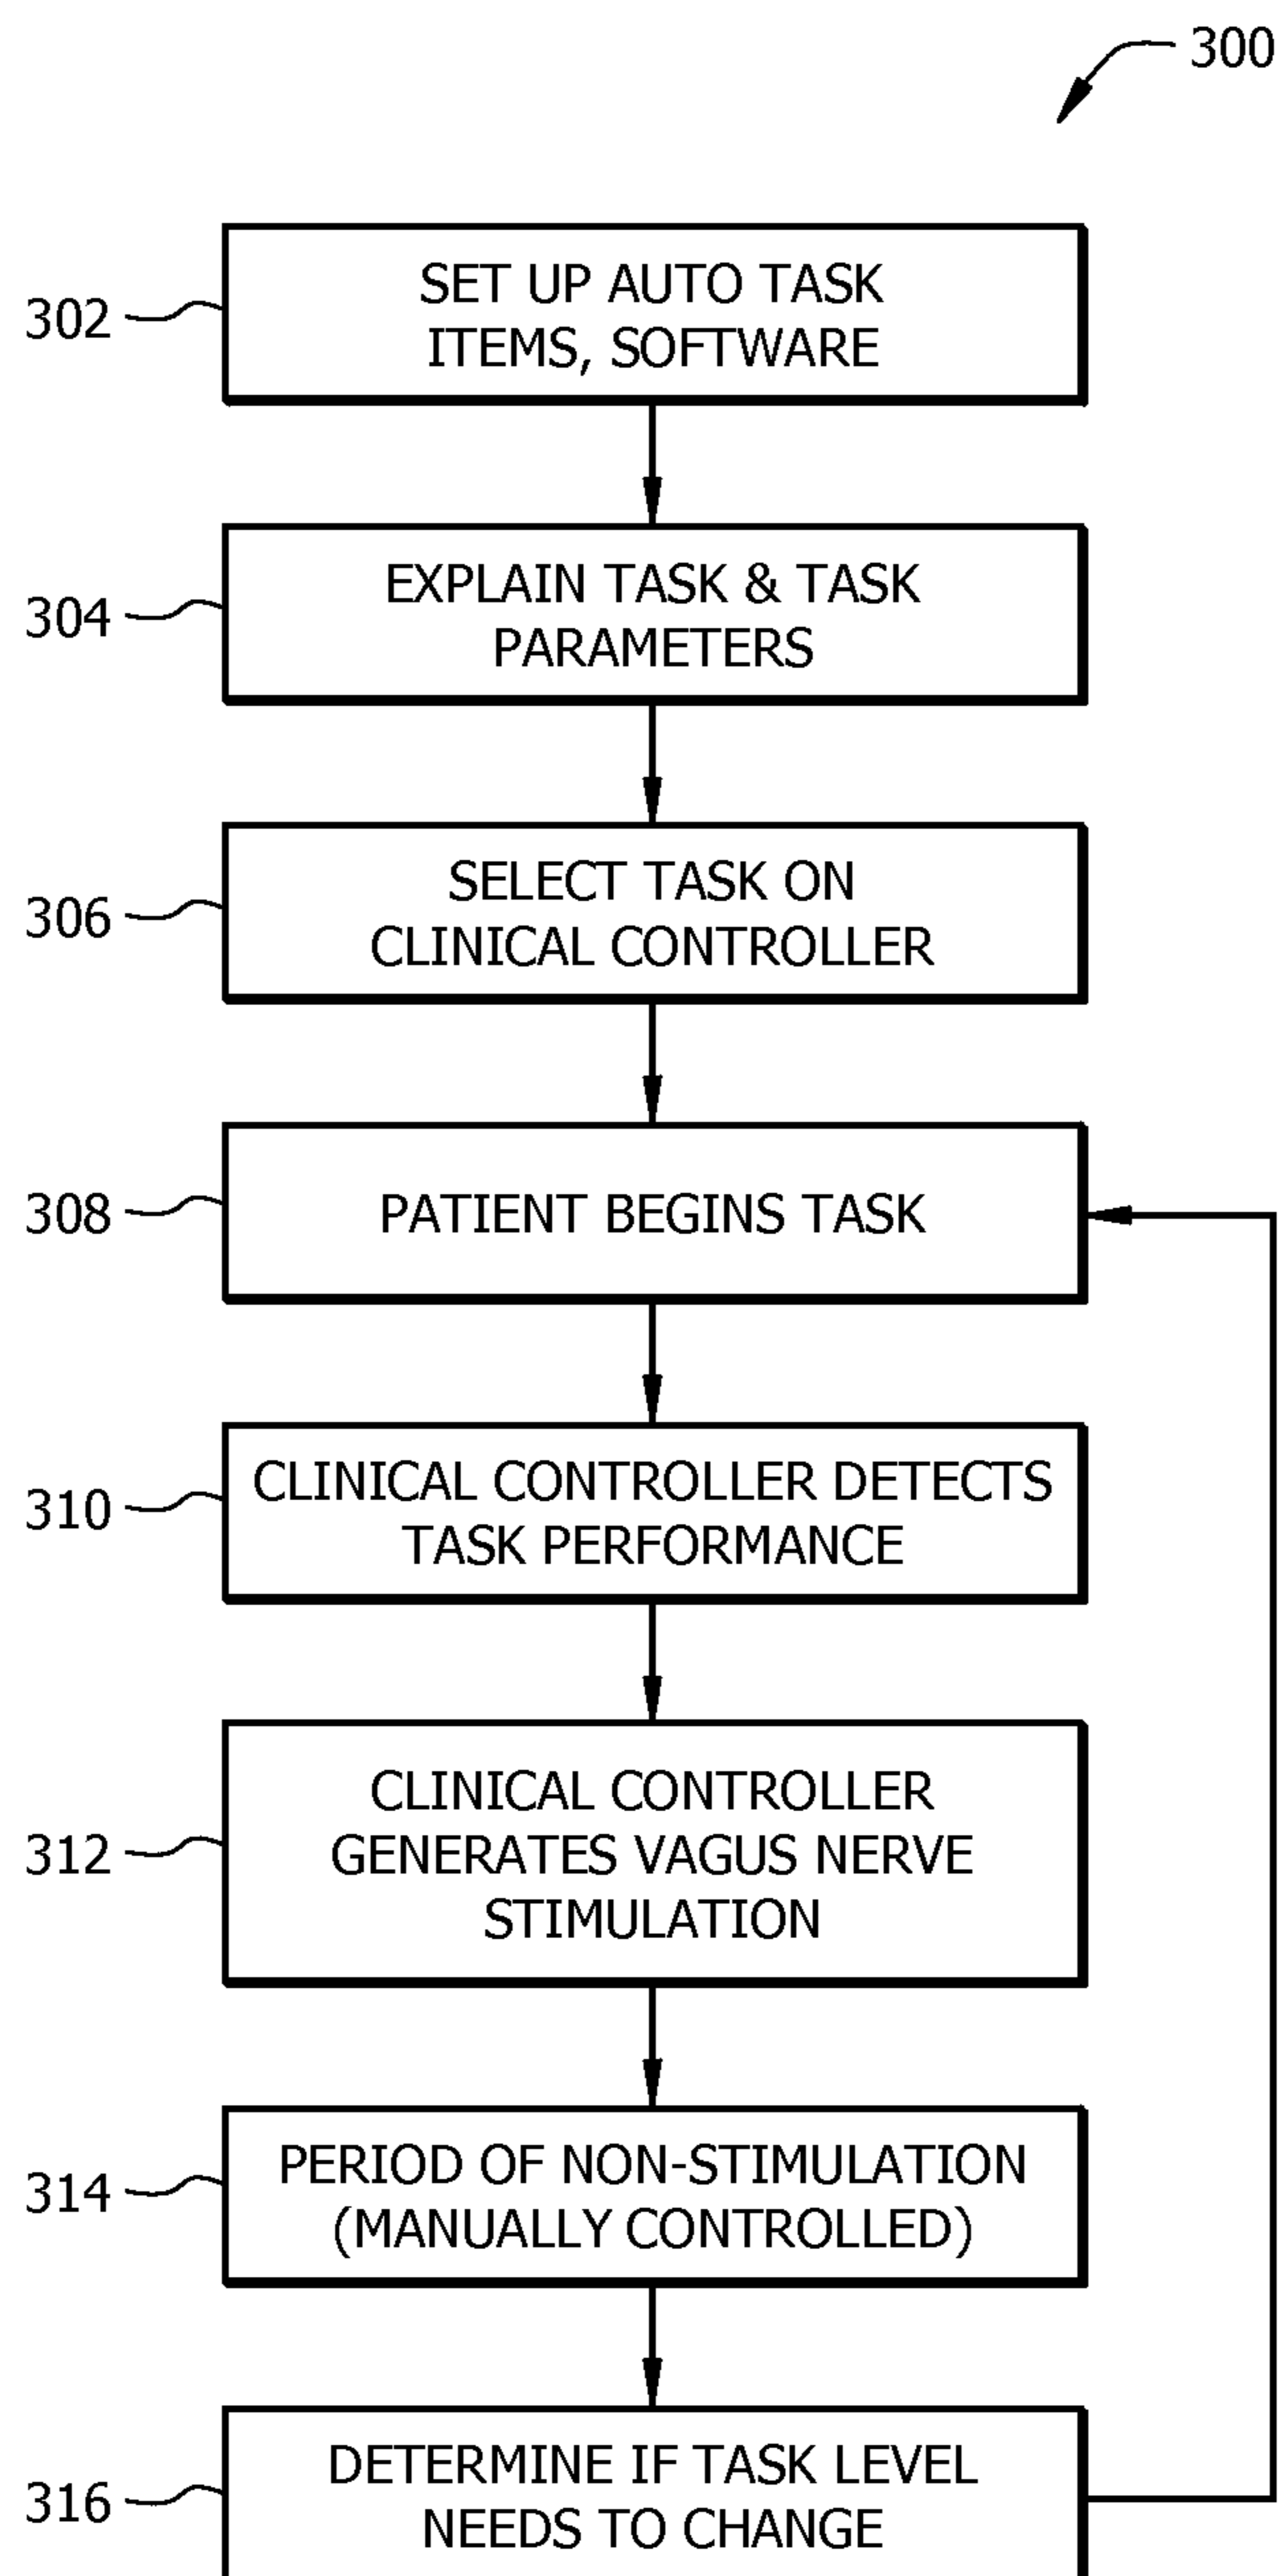 300
302
SET UP AUTO TASK
ITEMS, SOFTWARE
304
EXPLAIN TASK & TASK
PARAMETERS
306
SELECT TASK ON
CLINICAL CONTROLLER
308
PATIENT BEGINS TASK
310
CLINICAL CONTROLLER DETECTS
TASK PERFORMANCE
312
CLINICAL CONTROLLER
GENERATES VAGUS NERVE
STIMULATION
314
PERIOD OF NON-STIMULATION
(MANUALLY CONTROLLED)
316
DETERMINE IF TASK LEVEL
NEEDS TO CHANGE